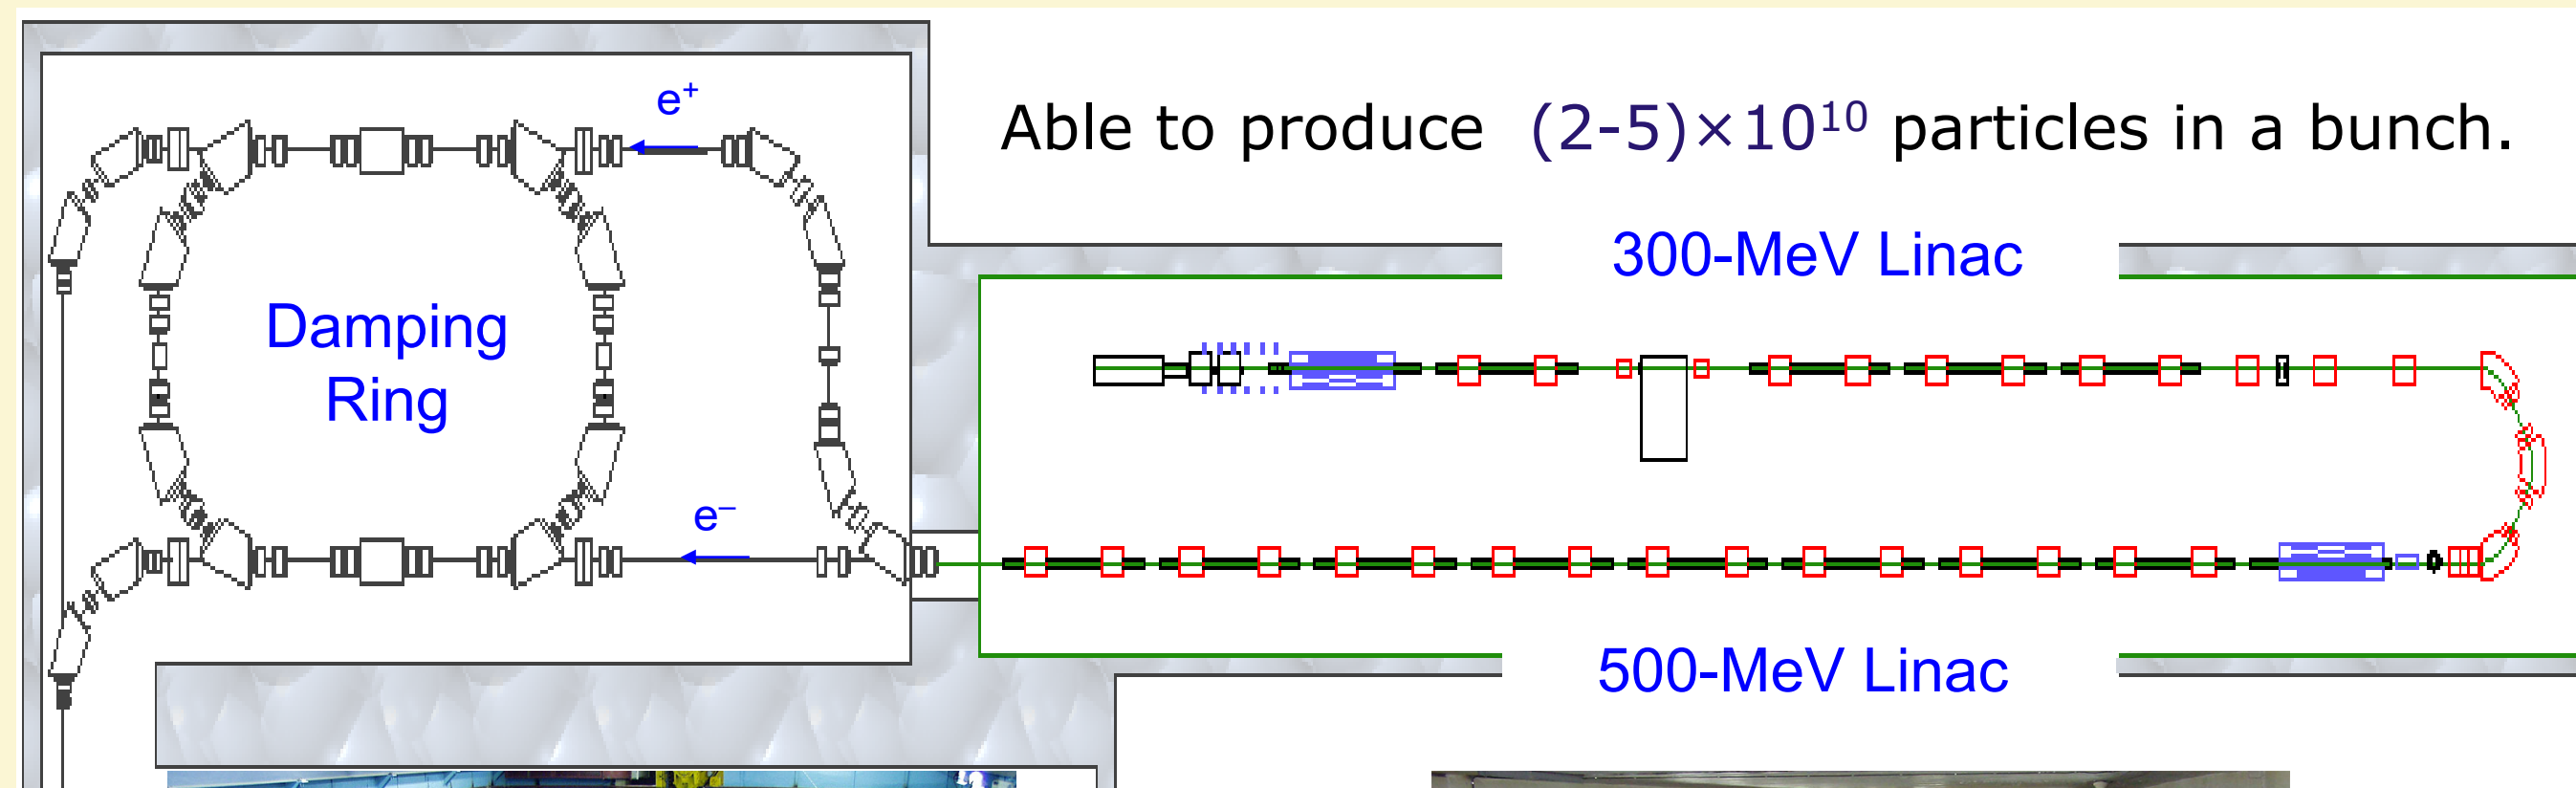 e⁺
Able to produce (2-5)×10¹⁰ particles in a bunch.
300-MeV Linac
Damping
Ring
e⁻
500-MeV Linac